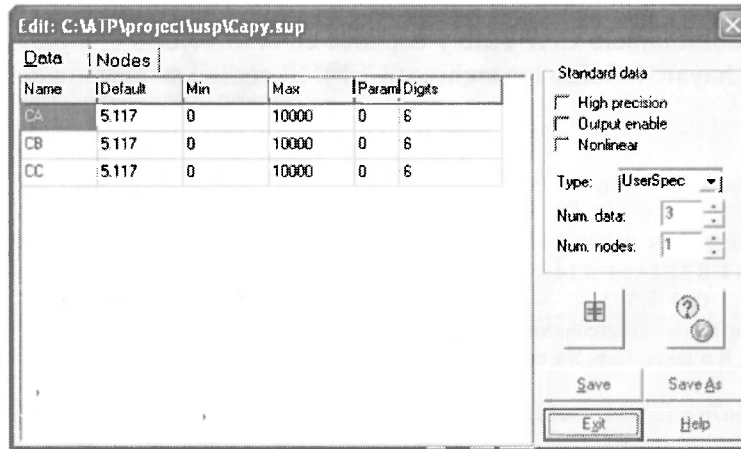 Edit: C:\ATP\project\usp\Capy.sup
Data Nodes
Name Default Min Max Param Digits
CA 5.117 0 10000 0 6
CB 5.117 0 10000 0 6
CC 5.117 0 10000 0 6
Standard data
High precision
Output enable
Nonlinear
Type: UserSpec
Num. data: 3
Num. nodes: 1
Save Save As
Exit Help